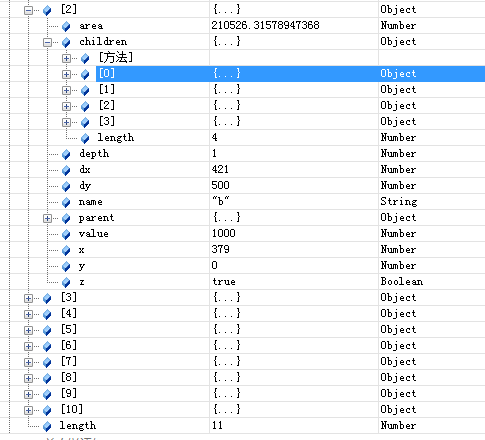 [2] {...} Object
area 210526.31578947368 Number
children {...} Object
[方法]
[0] {...} Object
[1] {...} Object
[2] {...} Object
[3] {...} Object
length 4 Number
depth 1 Number
dx 421 Number
dy 500 Number
name "b" String
parent {...} Object
value 1000 Number
x 379 Number
y 0 Number
z true Boolean
[3] {...} Object
[4] {...} Object
[5] {...} Object
[6] {...} Object
[7] {...} Object
[8] {...} Object
[9] {...} Object
[10] {...} Object
length 11 Number